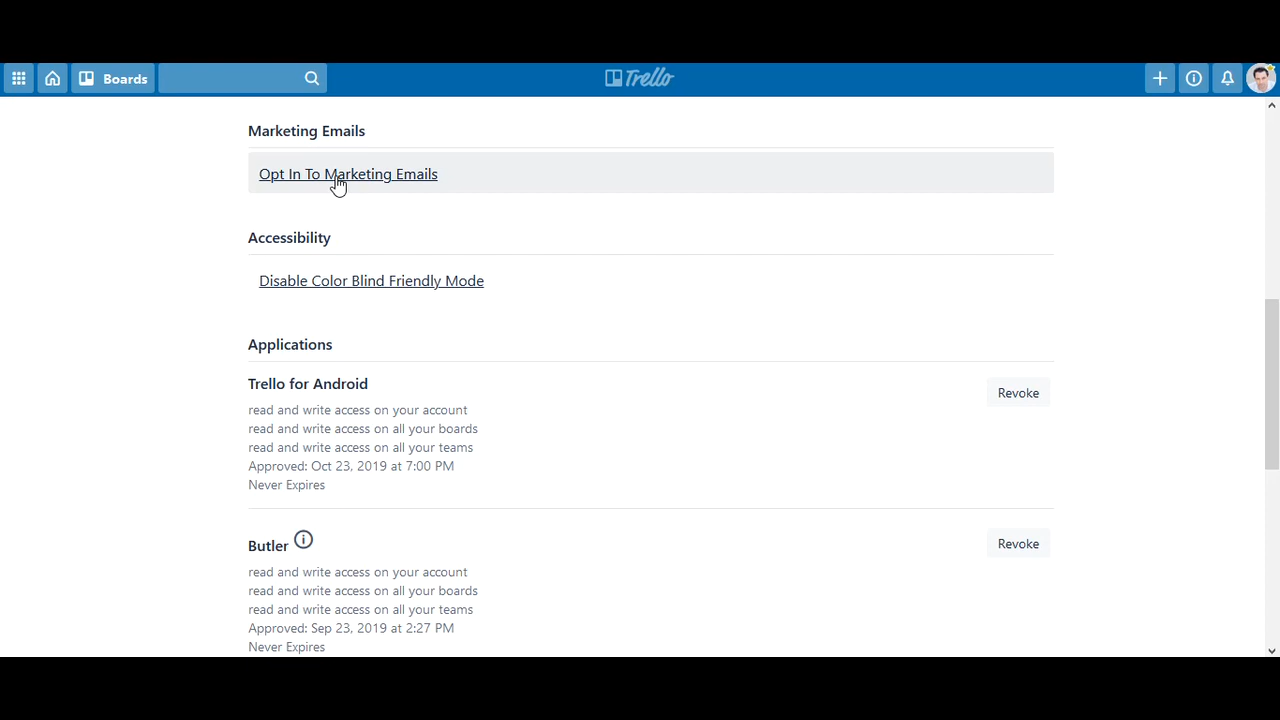 Boards
Trello
Marketing Emails
Opt In To Marketing Emails
Accessibility
Disable Color Blind Friendly Mode
Applications
Trello for Android
Revoke
read and write access on your account
read and write access on all your boards
read and write access on all your teams
Approved: Oct 23, 2019 at 7:00 PM
Never Expires
Butler
Revoke
read and write access on your account
read and write access on all your boards
read and write access on all your teams
Approved: Sep 23, 2019 at 2:27 PM
Never Expires